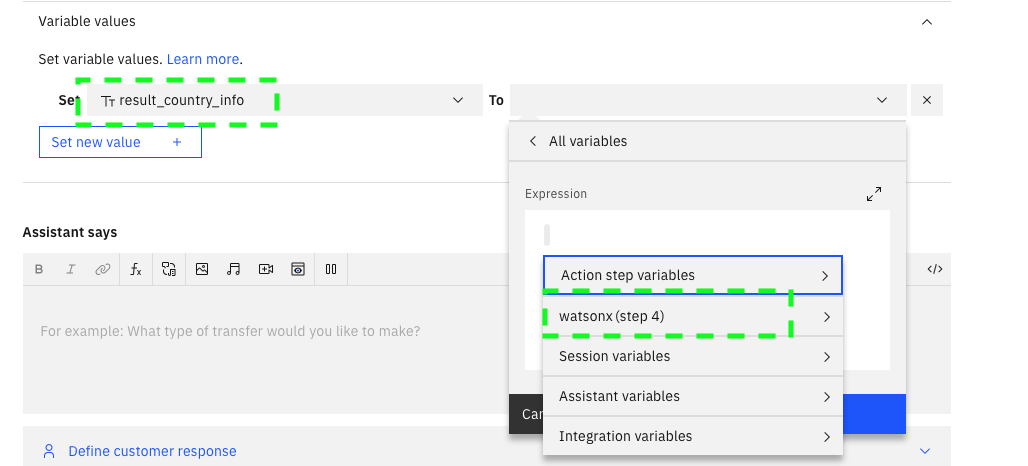 Variable values
Set variable values. Learn more.
Set result_country_info To
All variables
Set new value +
Expression
Assistant says
B I fx
Action step variables
watsonx (step 4)
For example: What type of transfer would you like to make?
Session variables
Assistant variables
Can
Integration variables
Define customer response